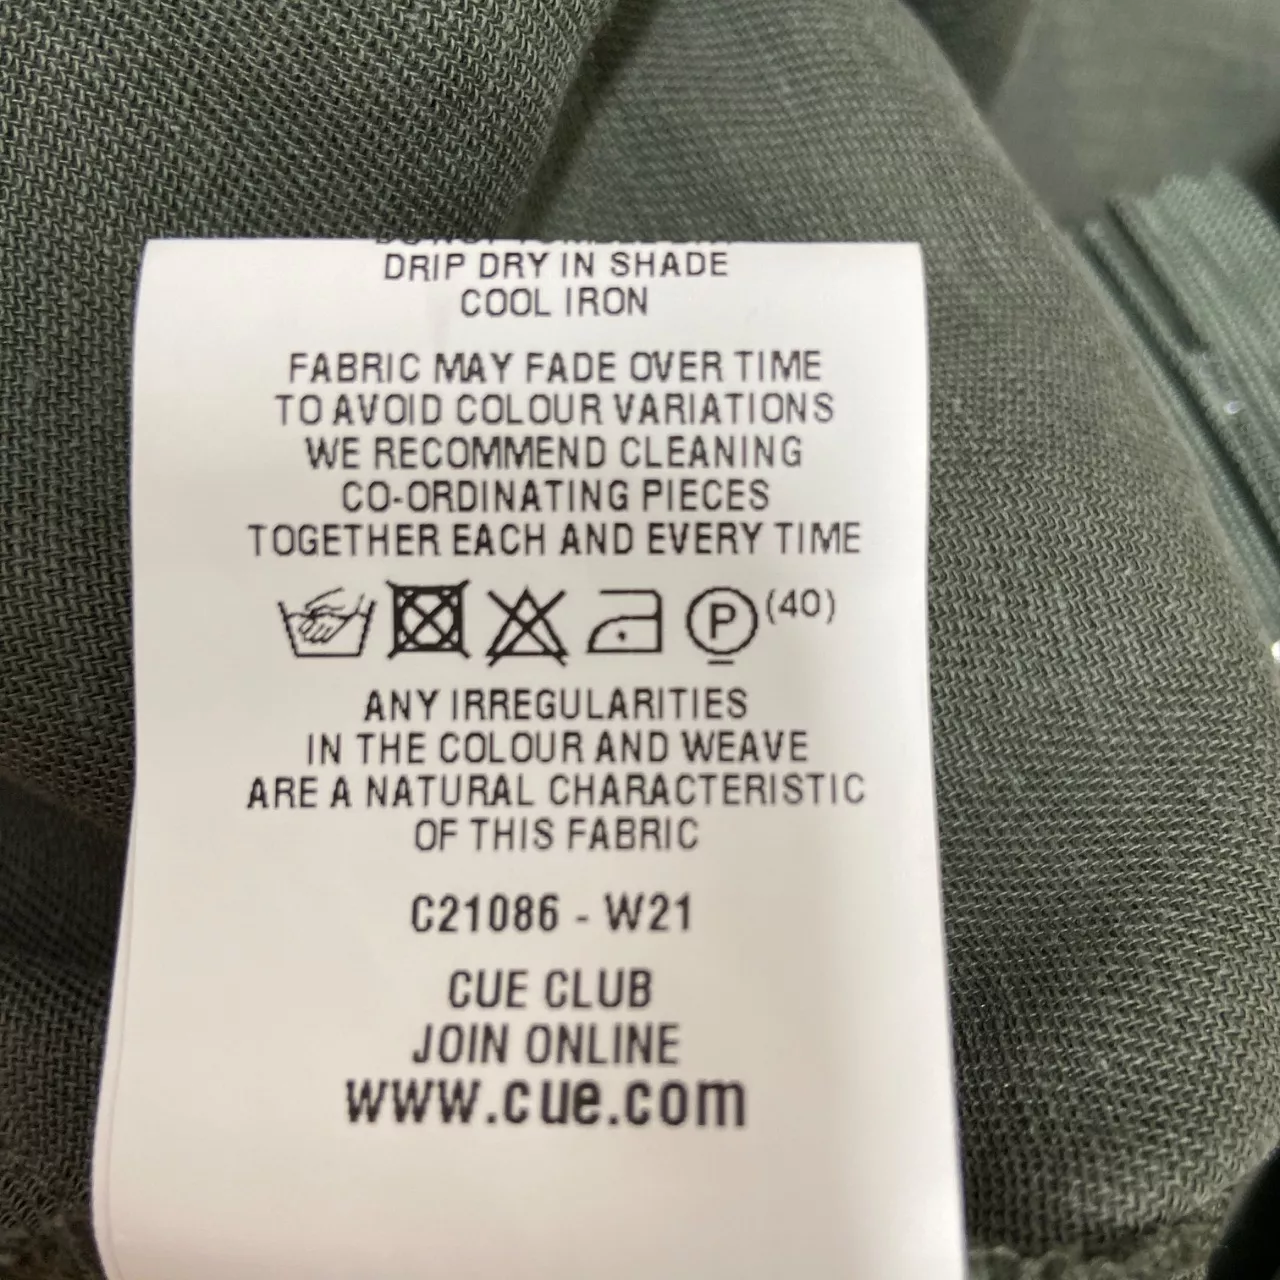 DRIP DRY IN SHADE
COOL IRON
FABRIC MAY FADE OVER TIME
TO AVOID COLOUR VARIATIONS
WE RECOMMEND CLEANING
CO-ORDINATING PIECES
TOGETHER EACH AND EVERY TIME
P (40)
ANY IRREGULARITIES
IN THE COLOUR AND WEAVE
ARE A NATURAL CHARACTERISTIC
OF THIS FABRIC
C21086 - W21
CUE CLUB
JOIN ONLINE
www.cue.com